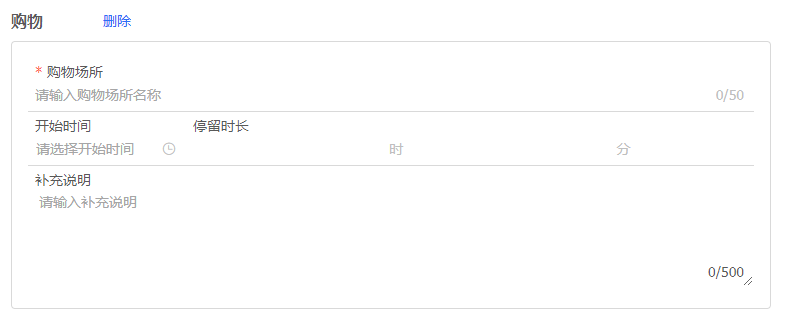 购物 删除
* 购物场所
请输入购物场所名称 0/50
开始时间 停留时长
请选择开始时间 时 分
补充说明
请输入补充说明
0/500